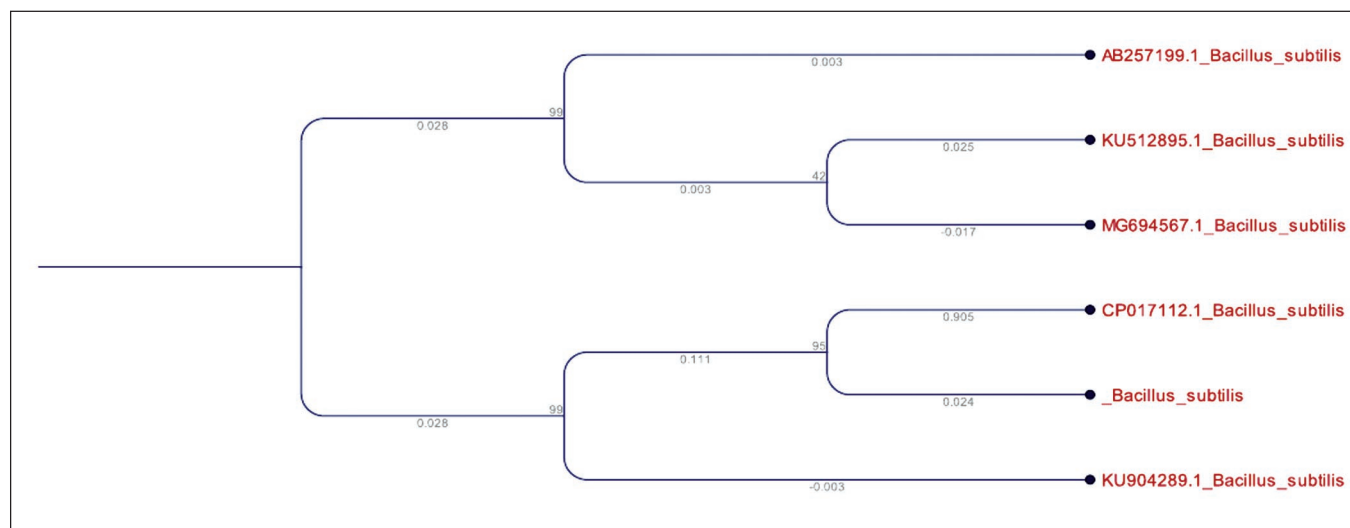 AB257199.1_Bacillus_subtilis
0.003
99
0.028
KU512895.1_Bacillus_subtilis
0.025
42
0.003
MG694567.1_Bacillus_subtilis
-0.017
CP017112.1_Bacillus_subtilis
0.905
95
0.111
_Bacillus_subtilis
0.024
99
0.028
KU904289.1_Bacillus_subtilis
-0.003